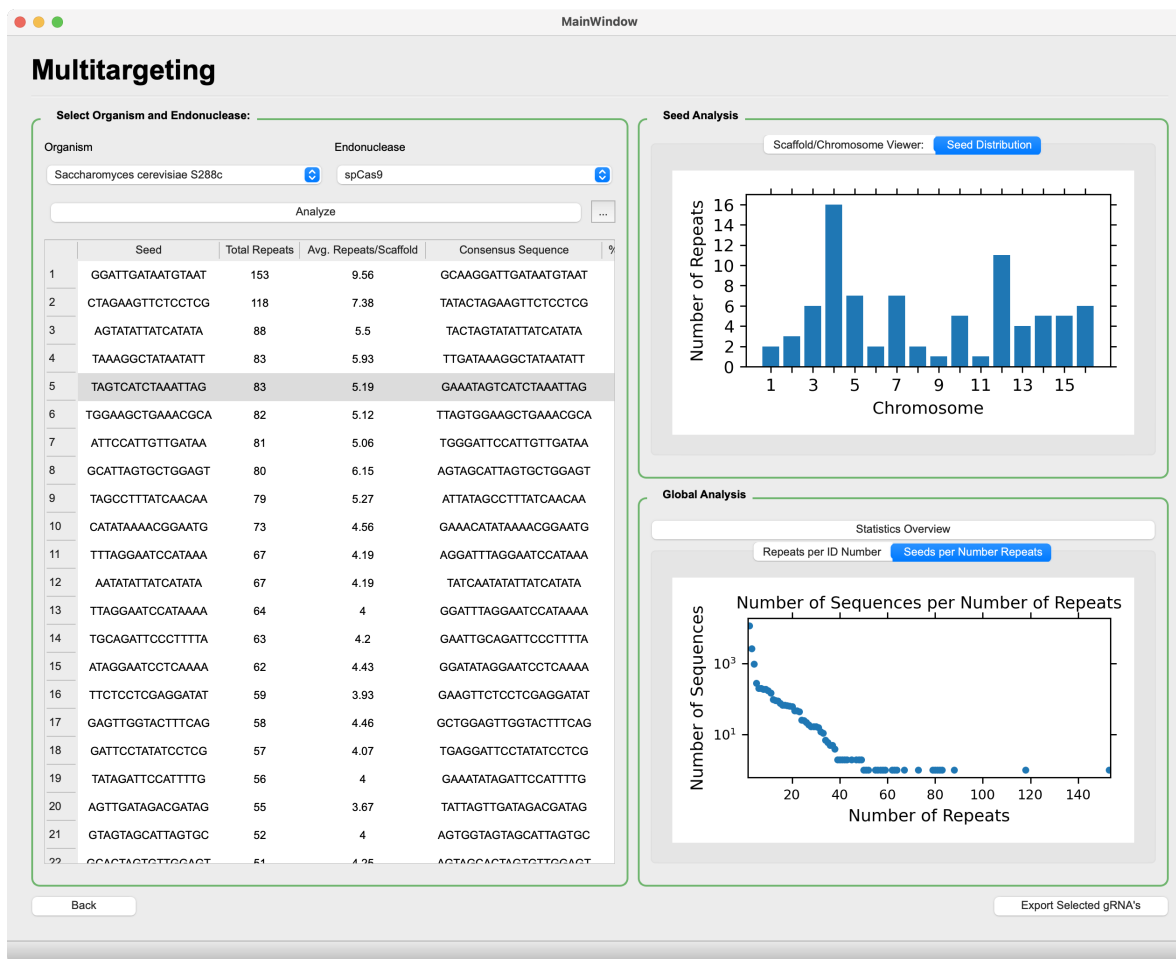 MainWindow
Multitargeting
Select Organism and Endonuclease:
Organism Endonuclease
Saccharomyces cerevisiae S288c spCas9
Analyze ...
Seed Total Repeats Avg. Repeats/Scaffold Consensus Sequence %
1 GGATTGATAATGTAAT 153 9.56 GCAAGGATTGATAATGTAAT
2 CTAGAAGTTCTCCTCG 118 7.38 TATACTAGAAGTTCTCCTCG
3 AGTATATTATCATATA 88 5.5 TACTAGTATATTATCATATA
4 TAAAGGCTATAATATT 83 5.93 TTGATAAAGGCTATAATATT
5 TAGTCATCTAAATTAG 83 5.19 GAAATAGTCATCTAAATTAG
6 TGGAAGCTGAAACGCA 82 5.12 TTAGTGGAAGCTGAAACGCA
7 ATTCCATTGTTGATAA 81 5.06 TGGGATTCCATTGTTGATAA
8 GCATTAGTGCTGGAGT 80 6.15 AGTAGCATTAGTGCTGGAGT
9 TAGCCTTTATCAACAA 79 5.27 ATTATAGCCTTTATCAACAA
10 CATATAAAACGGAATG 73 4.56 GAAACATATAAAACGGAATG
11 TTTAGGAATCCATAAA 67 4.19 AGGATTTAGGAATCCATAAA
12 AATATATTATCATATA 67 4.19 TATCAATATATTATCATATA
13 TTAGGAATCCATAAAA 64 4 GGATTTAGGAATCCATAAAA
14 TGCAGATTCCCTTTTA 63 4.2 GAATTGCAGATTCCCTTTTA
15 ATAGGAATCCTCAAAA 62 4.43 GGATATAGGAATCCTCAAAA
16 TTCTCCTCGAGGATAT 59 3.93 GAAGTTCTCCTCGAGGATAT
17 GAGTTGGTACTTTCAG 58 4.46 GCTGGAGTTGGTACTTTCAG
18 GATTCCTATATCCTCG 57 4.07 TGAGGATTCCTATATCCTCG
19 TATAGATTCCATTTTG 56 4 GAAATATAGATTCCATTTTG
20 AGTTGATAGACGATAG 55 3.67 TATTAGTTGATAGACGATAG
21 GTAGTAGCATTAGTGC 52 4 AGTGGTAGTAGCATTAGTGC
22 GCACTAGTGTTGGAGT 51 4.25 AGTAGCACTAGTGTTGGAGT
Back
Seed Analysis
Scaffold/Chromosome Viewer: Seed Distribution
Number of Repeats
16
14
12
10
8
6
4
2
0
1 3 5 7 9 11 13 15
Chromosome
Global Analysis
Statistics Overview
Repeats per ID Number Seeds per Number Repeats
Number of Sequences per Number of Repeats
Number of Sequences
10³
10¹
20 40 60 80 100 120 140
Number of Repeats
Export Selected gRNA's